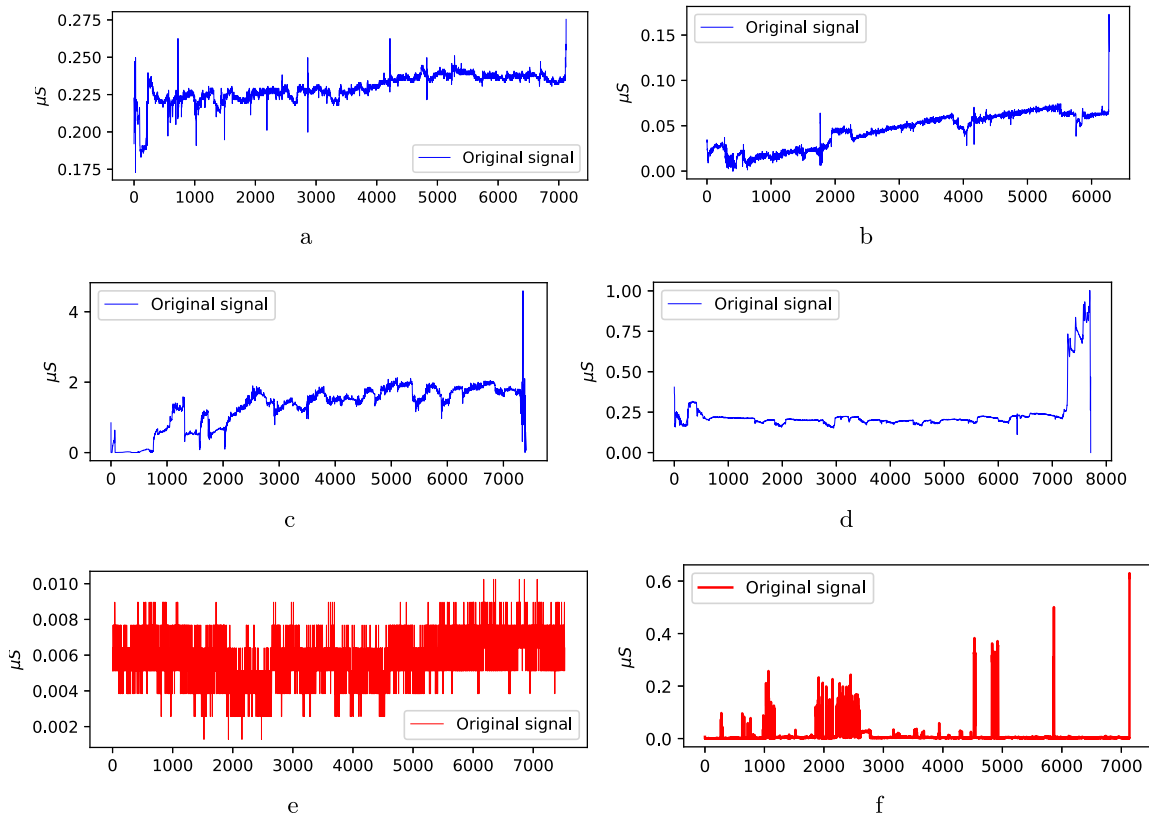 0.275
0.250
0.225
0.200
0.175
μS
Original signal
0 1000 2000 3000 4000 5000 6000 7000
a
0.15
0.10
0.05
0.00
μS
Original signal
0 1000 2000 3000 4000 5000 6000
b
4
2
0
μS
Original signal
0 1000 2000 3000 4000 5000 6000 7000
c
1.00
0.75
0.50
0.25
0.00
μS
Original signal
0 1000 2000 3000 4000 5000 6000 7000 8000
d
0.010
0.008
0.006
0.004
0.002
μS
Original signal
0 1000 2000 3000 4000 5000 6000 7000
e
0.6
0.4
0.2
0.0
μS
Original signal
0 1000 2000 3000 4000 5000 6000 7000
f